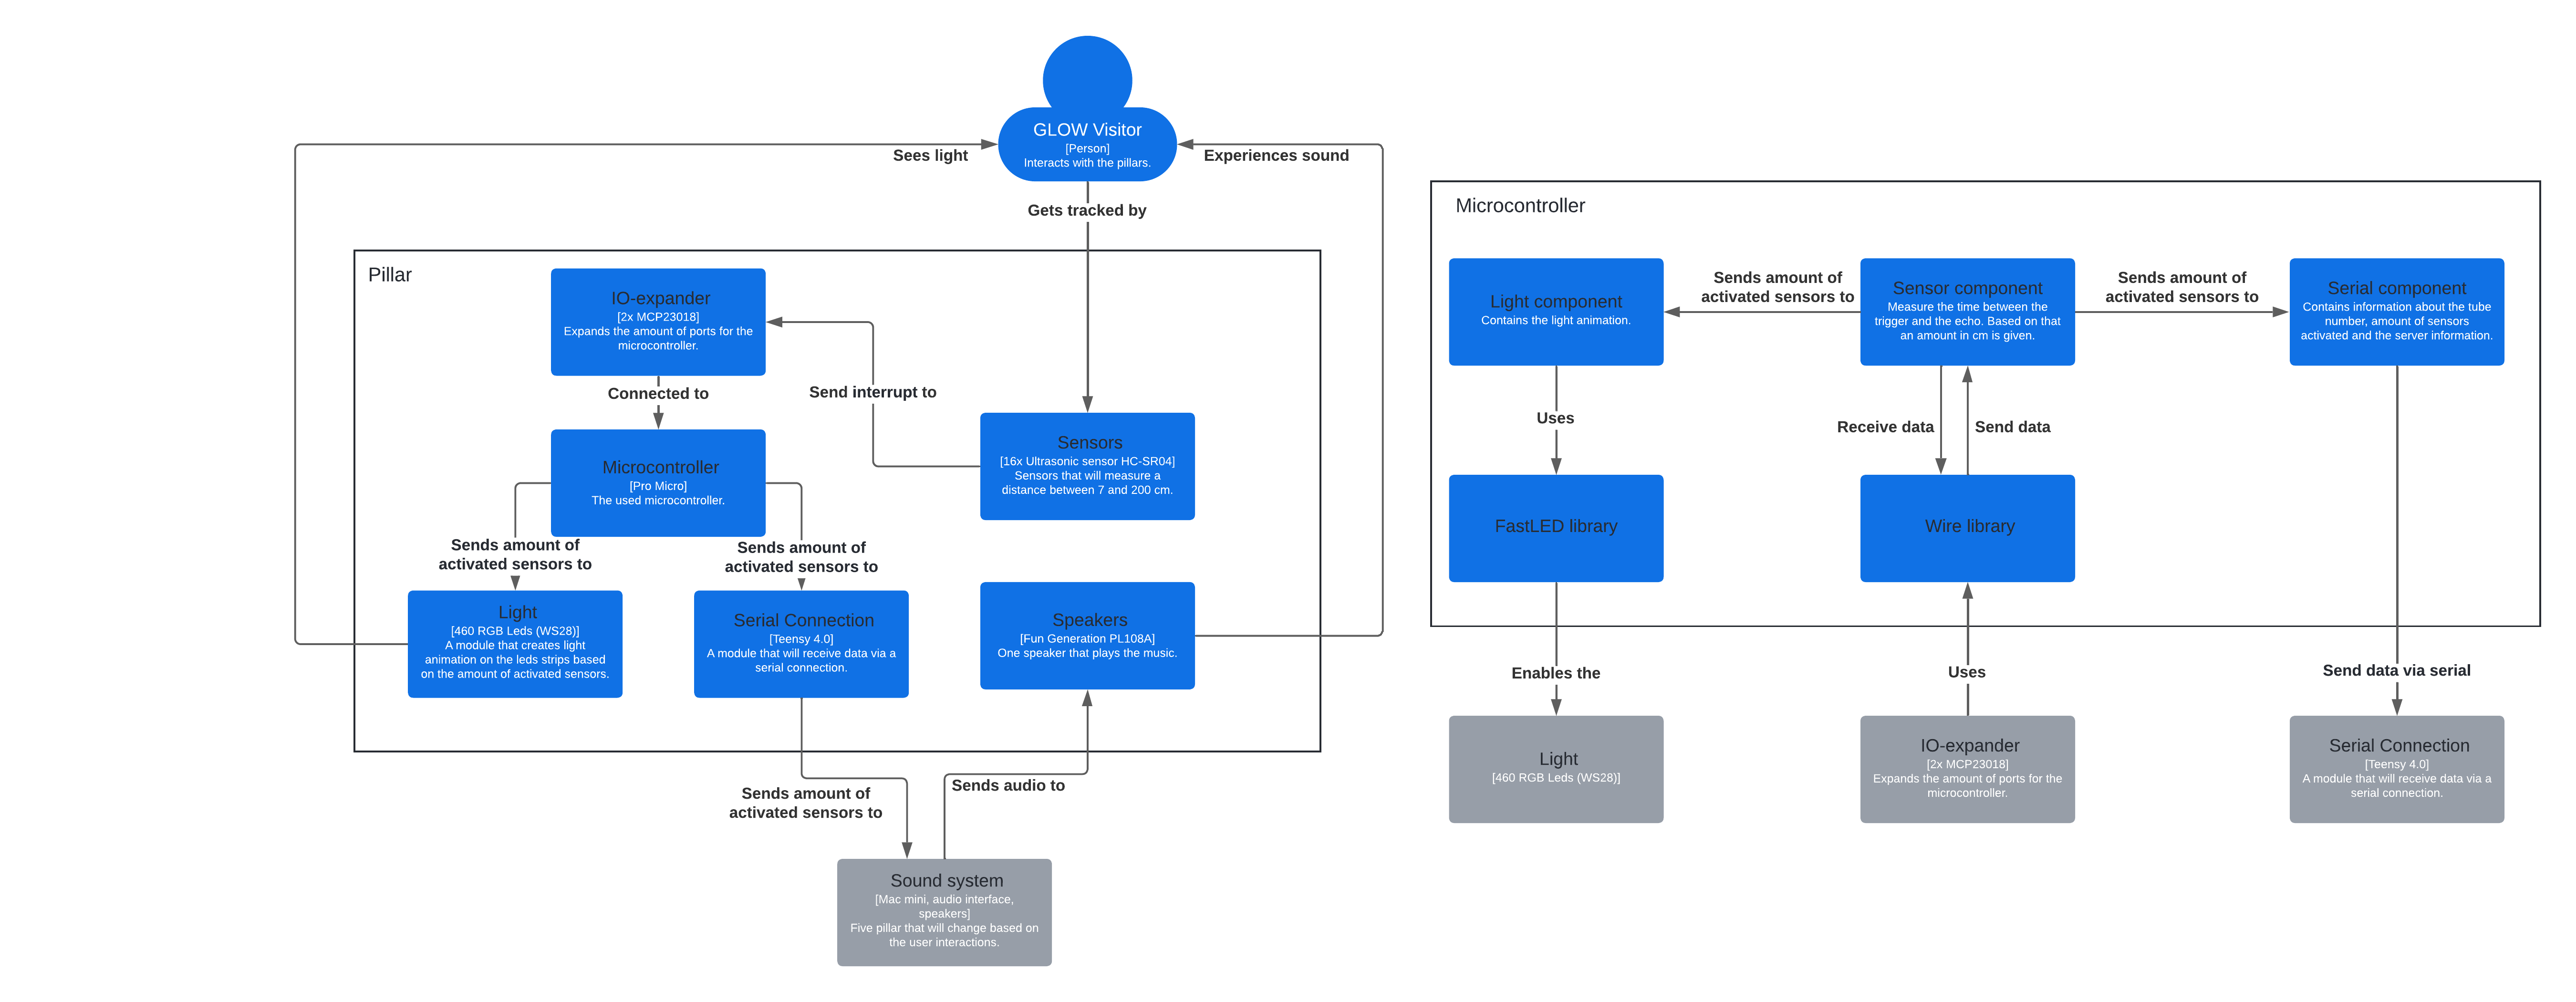 GLOW Visitor
[Person]
Interacts with the pillars.
Sees light
Experiences sound
Gets tracked by
Pillar
IO-expander
[2x MCP23018]
Expands the amount of ports for the
microcontroller.
Connected to
Send interrupt to
Microcontroller
[Pro Micro]
The used microcontroller.
Sensors
[16x Ultrasonic sensor HC-SR04]
Sensors that will measure a
distance between 7 and 200 cm.
Sends amount of
activated sensors to
Sends amount of
activated sensors to
Light
[460 RGB Leds (WS28)]
A module that creates light
animation on the leds strips based
on the amount of activated sensors.
Serial Connection
[Teensy 4.0]
A module that will receive data via a
serial connection.
Speakers
[Fun Generation PL108A]
One speaker that plays the music.
Sends amount of
activated sensors to
Sends audio to
Sound system
[Mac mini, audio interface,
speakers]
Five pillar that will change based on
the user interactions.
Microcontroller
Light component
Contains the light animation.
Sends amount of
activated sensors to
Sensor component
Measure the time between the
trigger and the echo. Based on that
an amount in cm is given.
Sends amount of
activated sensors to
Serial component
Contains information about the tube
number, amount of sensors
activated and the server information.
Uses
Receive data
Send data
FastLED library
Wire library
Enables the
Uses
Send data via serial
Light
[460 RGB Leds (WS28)]
IO-expander
[2x MCP23018]
Expands the amount of ports for the
microcontroller.
Serial Connection
[Teensy 4.0]
A module that will receive data via a
serial connection.